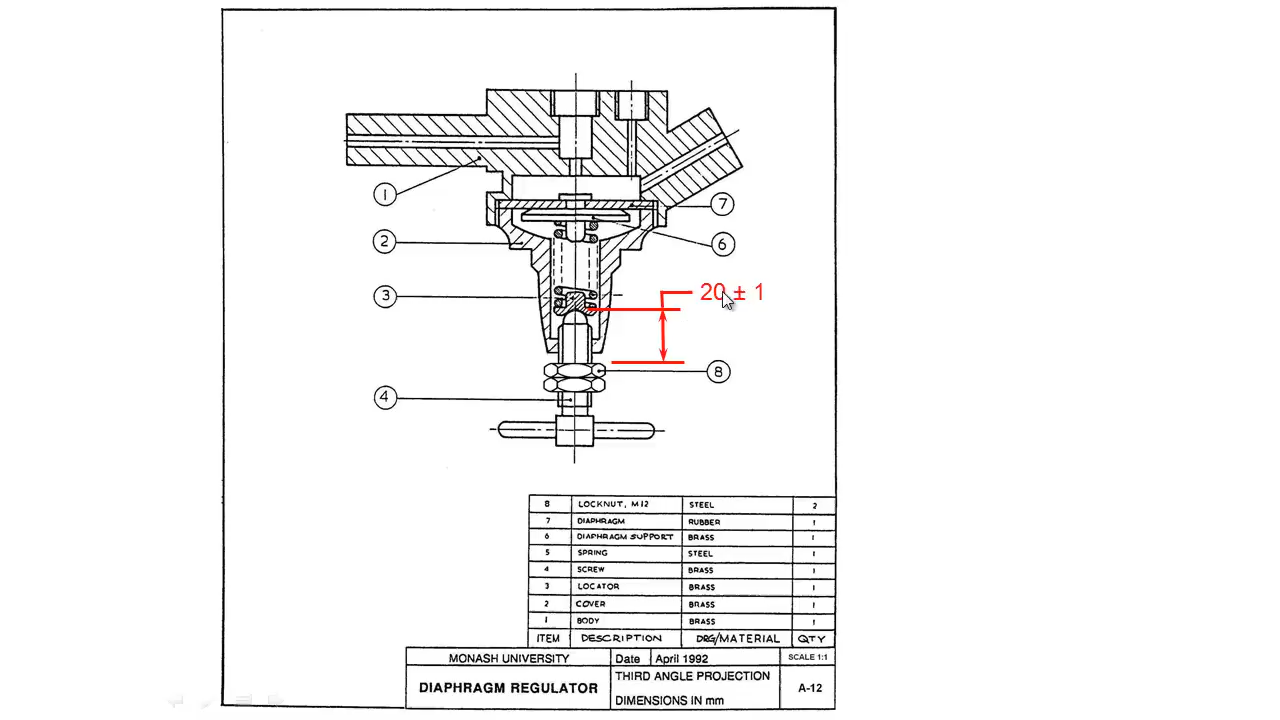 1
7
2
6
3
20 ± 1
8
4
8 LOCKNUT, M12 STEEL 2
7 DIAPHRAGM RUBBER 1
6 DIAPHRAGM SUPPORT BRASS 1
5 SPRING STEEL 1
4 SCREW BRASS 1
3 LOCATOR BRASS 1
2 COVER BRASS 1
1 BODY BRASS 1
ITEM DESCRIPTION DRG/MATERIAL QTY
MONASH UNIVERSITY Date April 1992 SCALE 1:1
DIAPHRAGM REGULATOR THIRD ANGLE PROJECTION A-12
DIMENSIONS IN mm